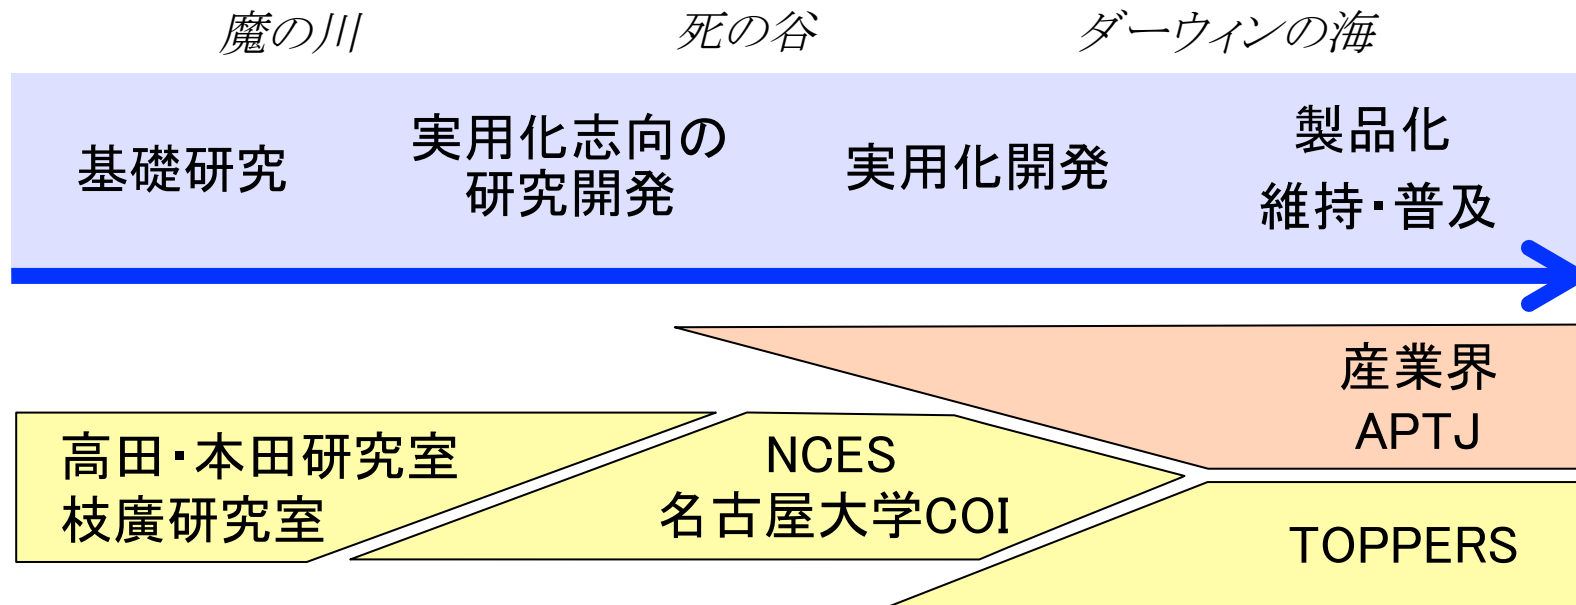 魔の川
死の谷
ダーウィンの海
基礎研究
実用化志向の
研究開発
実用化開発
製品化
維持・普及
産業界
APTJ
高田・本田研究室
枝廣研究室
NCES
名古屋大学COI
TOPPERS